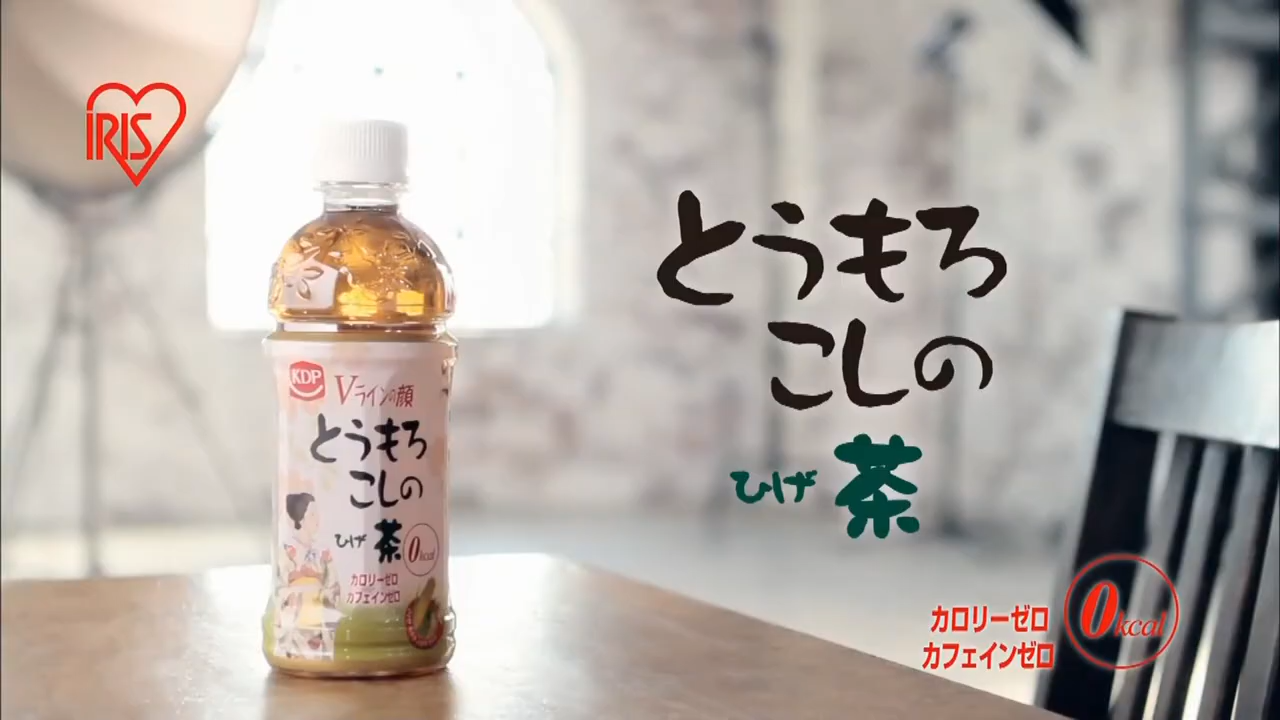 IRIS
とうもろ
こしの
ひげ茶
カロリーゼロ
カフェインゼロ
0kcal
KDP
Vラインの顔
とうもろ
こしの
ひげ茶
0kcal
カロリーゼロ
カフェインゼロ